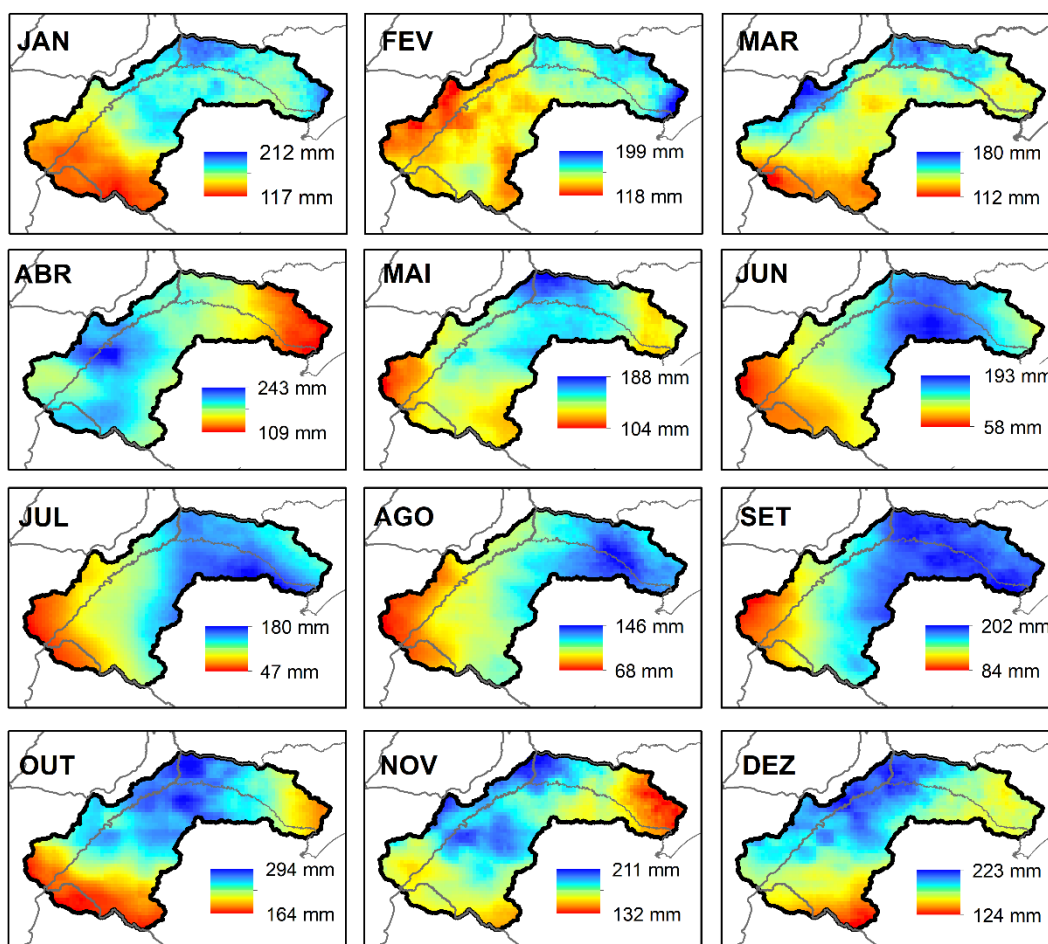 JAN
212 mm
117 mm
FEV
199 mm
118 mm
MAR
180 mm
112 mm
ABR
243 mm
109 mm
MAI
188 mm
104 mm
JUN
193 mm
58 mm
JUL
180 mm
47 mm
AGO
146 mm
68 mm
SET
202 mm
84 mm
OUT
294 mm
164 mm
NOV
211 mm
132 mm
DEZ
223 mm
124 mm